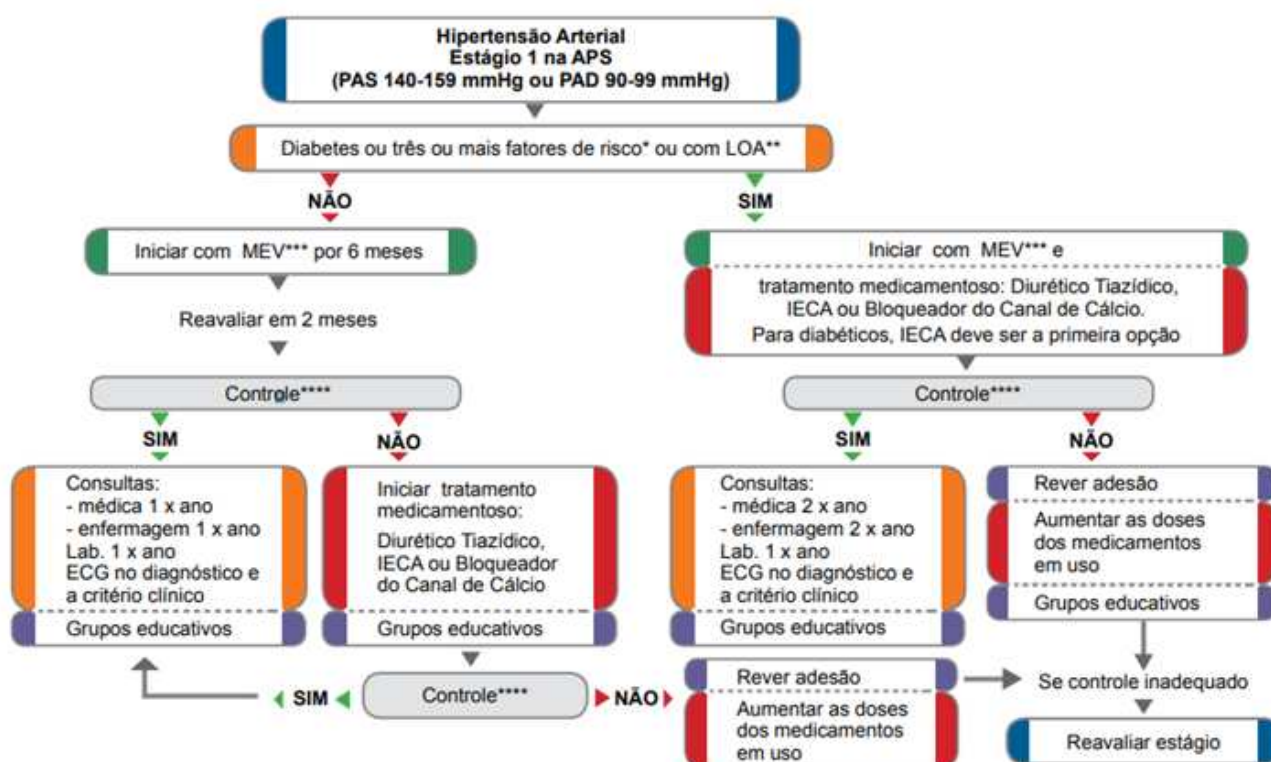 Hipertensão Arterial
Estágio 1 na APS
(PAS 140-159 mmHg ou PAD 90-99 mmHg)
Diabetes ou três ou mais fatores de risco* ou com LOA**
NÃO
SIM
Iniciar com MEV*** por 6 meses
Reavaliar em 2 meses
Controle****
SIM
NÃO
Consultas:
- médica 1 x ano
- enfermagem 1 x ano
Lab. 1 x ano
ECG no diagnóstico e
a critério clínico
Grupos educativos
Iniciar tratamento
medicamentoso:
Diurético Tiazídico,
IECA ou Bloqueador
do Canal de Cálcio
Grupos educativos
SIM
Controle****
NÃO
Rever adesão
Aumentar as doses
dos medicamentos
em uso
Iniciar com MEV*** e
tratamento medicamentoso: Diurético Tiazídico,
IECA ou Bloqueador do Canal de Cálcio.
Para diabéticos, IECA deve ser a primeira opção
Controle****
SIM
NÃO
Consultas:
- médica 2 x ano
- enfermagem 2 x ano
Lab. 1 x ano
ECG no diagnóstico e
a critério clínico
Grupos educativos
Rever adesão
Aumentar as doses
dos medicamentos
em uso
Grupos educativos
Se controle inadequado
Reavaliar estágio